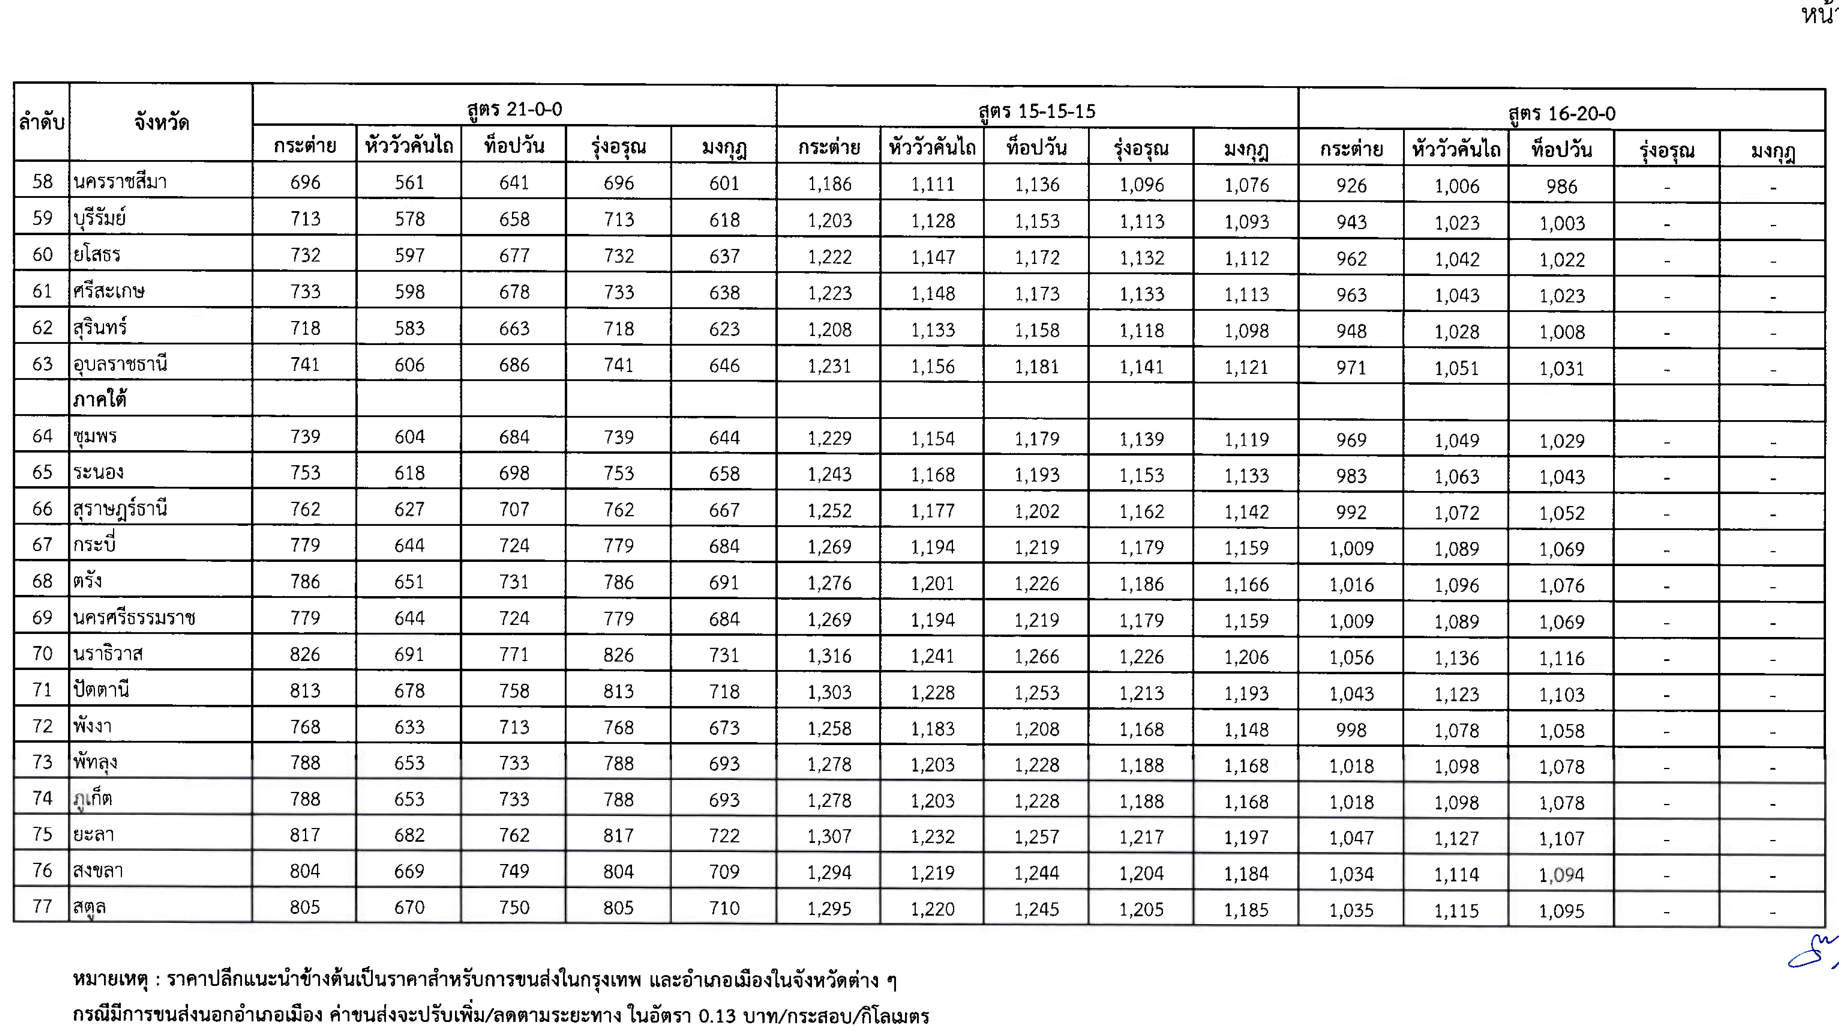 สูตร 21-0-0 สูตร 15-15-15 สูตร 16-20-0
ลำดับ จังหวัด
กระต่าย หัววัวคันไถ ท็อปวัน รุ่งอรุณ มงกุฎ กระต่าย หัววัวคันไถ ท็อปวัน รุ่งอรุณ มงกุฎ กระต่าย หัววัวคันไถ ท็อปวัน รุ่งอรุณ มงกุฎ
58 นครราชสีมา 696 561 641 696 601 1,186 1,111 1,136 1,096 1,076 926 1,006 986 - -
59 บุรีรัมย์ 713 578 658 713 618 1,203 1,128 1,153 1,113 1,093 943 1,023 1,003 - -
60 ยโสธร 732 597 677 732 637 1,222 1,147 1,172 1,132 1,112 962 1,042 1,022 - -
61 ศรีสะเกษ 733 598 678 733 638 1,223 1,148 1,173 1,133 1,113 963 1,043 1,023 - -
62 สุรินทร์ 718 583 663 718 623 1,208 1,133 1,158 1,118 1,098 948 1,028 1,008 - -
63 อุบลราชธานี 741 606 686 741 646 1,231 1,156 1,181 1,141 1,121 971 1,051 1,031 - -
ภาคใต้
64 ชุมพร 739 604 684 739 644 1,229 1,154 1,179 1,139 1,119 969 1,049 1,029 - -
65 ระนอง 753 618 698 753 658 1,243 1,168 1,193 1,153 1,133 983 1,063 1,043 - -
66 สุราษฎร์ธานี 762 627 707 762 667 1,252 1,177 1,202 1,162 1,142 992 1,072 1,052 - -
67 กระบี่ 779 644 724 779 684 1,269 1,194 1,219 1,179 1,159 1,009 1,089 1,069 - -
68 ตรัง 786 651 731 786 691 1,276 1,201 1,226 1,186 1,166 1,016 1,096 1,076 - -
69 นครศรีธรรมราช 779 644 724 779 684 1,269 1,194 1,219 1,179 1,159 1,009 1,089 1,069 - -
70 นราธิวาส 826 691 771 826 731 1,316 1,241 1,266 1,226 1,206 1,056 1,136 1,116 - -
71 ปัตตานี 813 678 758 813 718 1,303 1,228 1,253 1,213 1,193 1,043 1,123 1,103 - -
72 พังงา 768 633 713 768 673 1,258 1,183 1,208 1,168 1,148 998 1,078 1,058 - -
73 พัทลุง 788 653 733 788 693 1,278 1,203 1,228 1,188 1,168 1,018 1,098 1,078 - -
74 ภูเก็ต 788 653 733 788 693 1,278 1,203 1,228 1,188 1,168 1,018 1,098 1,078 - -
75 ยะลา 817 682 762 817 722 1,307 1,232 1,257 1,217 1,197 1,047 1,127 1,107 - -
76 สงขลา 804 669 749 804 709 1,294 1,219 1,244 1,204 1,184 1,034 1,114 1,094 - -
77 สตูล 805 670 750 805 710 1,295 1,220 1,245 1,205 1,185 1,035 1,115 1,095 - -
หมายเหตุ : ราคาปลีกแนะนำข้างต้นเป็นราคาสำหรับการขนส่งในกรุงเทพ และอำเภอเมืองในจังหวัดต่าง ๆ
กรณีมีการขนส่งนอกอำเภอเมือง ค่าขนส่งจะปรับเพิ่ม/ลดตามระยะทาง ในอัตรา 0.13 บาท/กระสอบ/กิโลเมตร